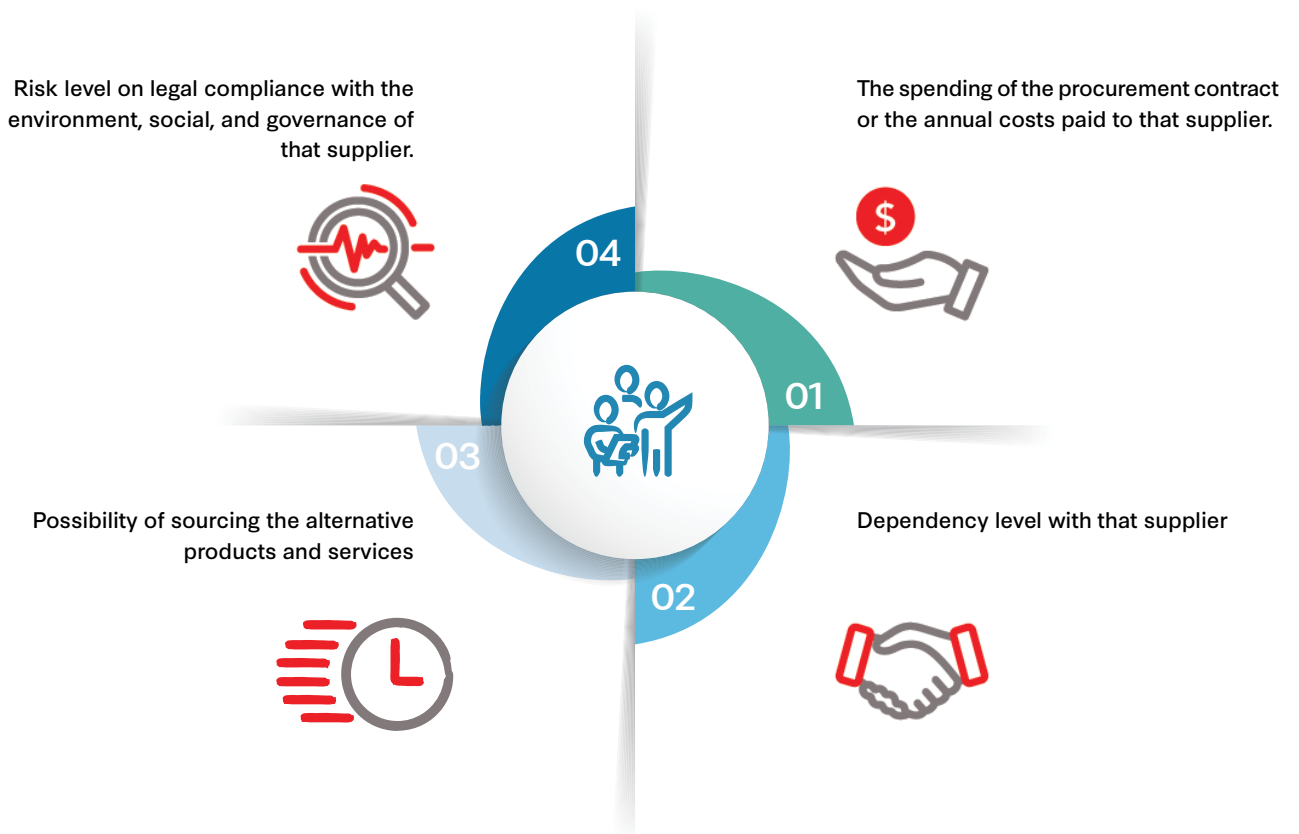 Risk level on legal compliance with the
environment, social, and governance of
that supplier.
04
The spending of the procurement contract
or the annual costs paid to that supplier.
$
01
03
Possibility of sourcing the alternative
products and services
02
Dependency level with that supplier